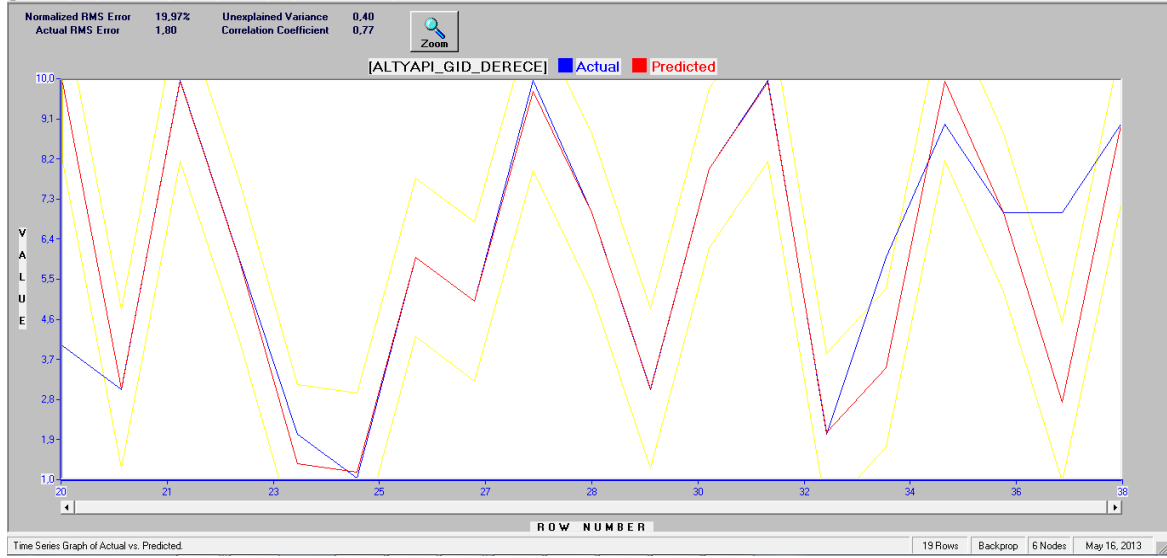 Normalized RMS Error 19,97% Unexplained Variance 0,40
Actual RMS Error 1,80 Correlation Coefficient 0,77
Zoom
[ALTYAPI_GID_DERECE] Actual Predicted
10,0
9,1
8,2
7,3
6,4
5,5
4,6
3,7
2,8
1,9
1,0
VALUE
20 21 23 25 27 28 30 32 34 36 38
ROW NUMBER
Time Series Graph of Actual vs. Predicted. 19 Rows Backprop 6 Nodes May 16, 2013